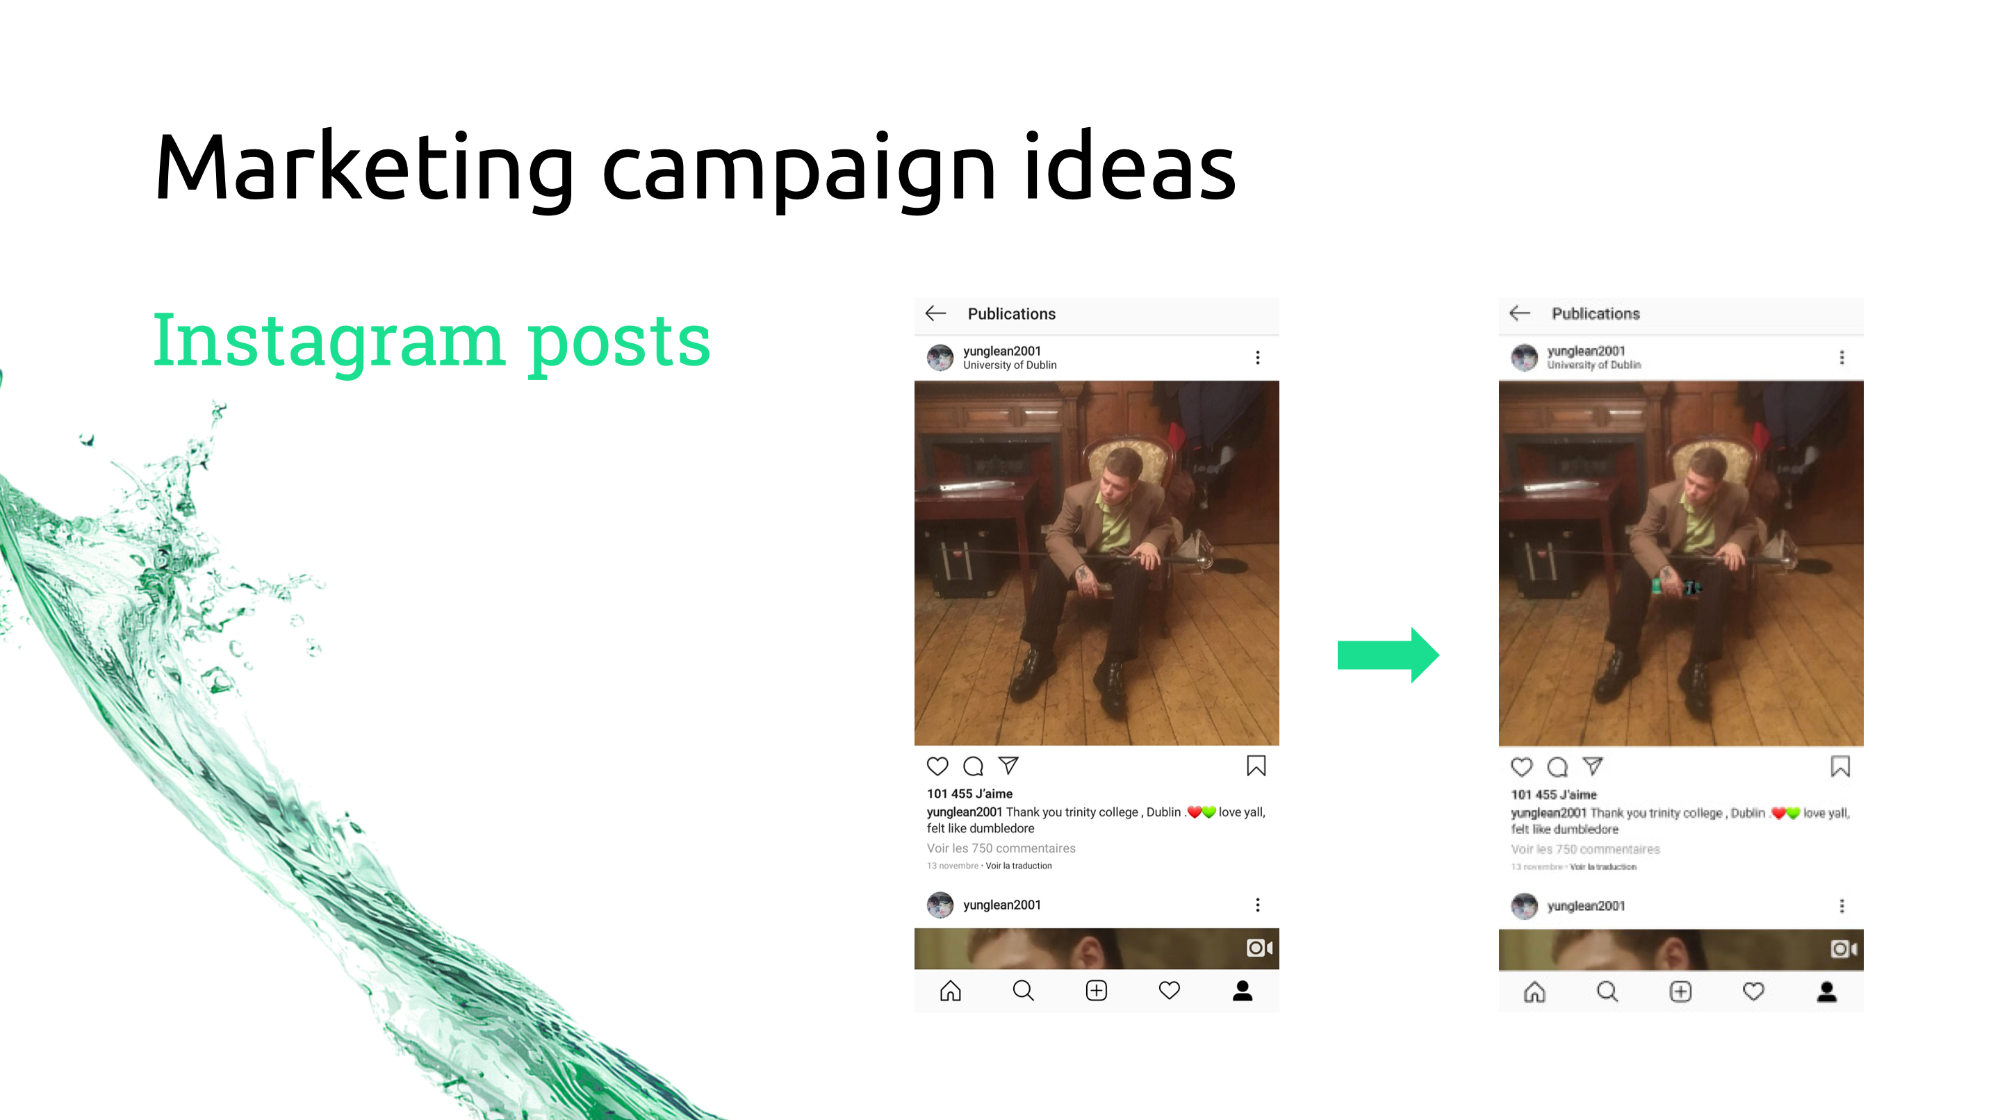 Marketing campaign ideas
Instagram posts
Publications
yunglean2001
University of Dublin
101 455 J'aime
yunglean2001 Thank you trinity college , Dublin .❤️💚 love yall,
felt like dumbledore
Voir les 750 commentaires
13 novembre • Voir la traduction
yunglean2001
Publications
yunglean2001
University of Dublin
101 455 J'aime
yunglean2001 Thank you trinity college , Dublin .❤️💚 love yall,
felt like dumbledore
Voir les 750 commentaires
13 novembre • Voir la traduction
yunglean2001